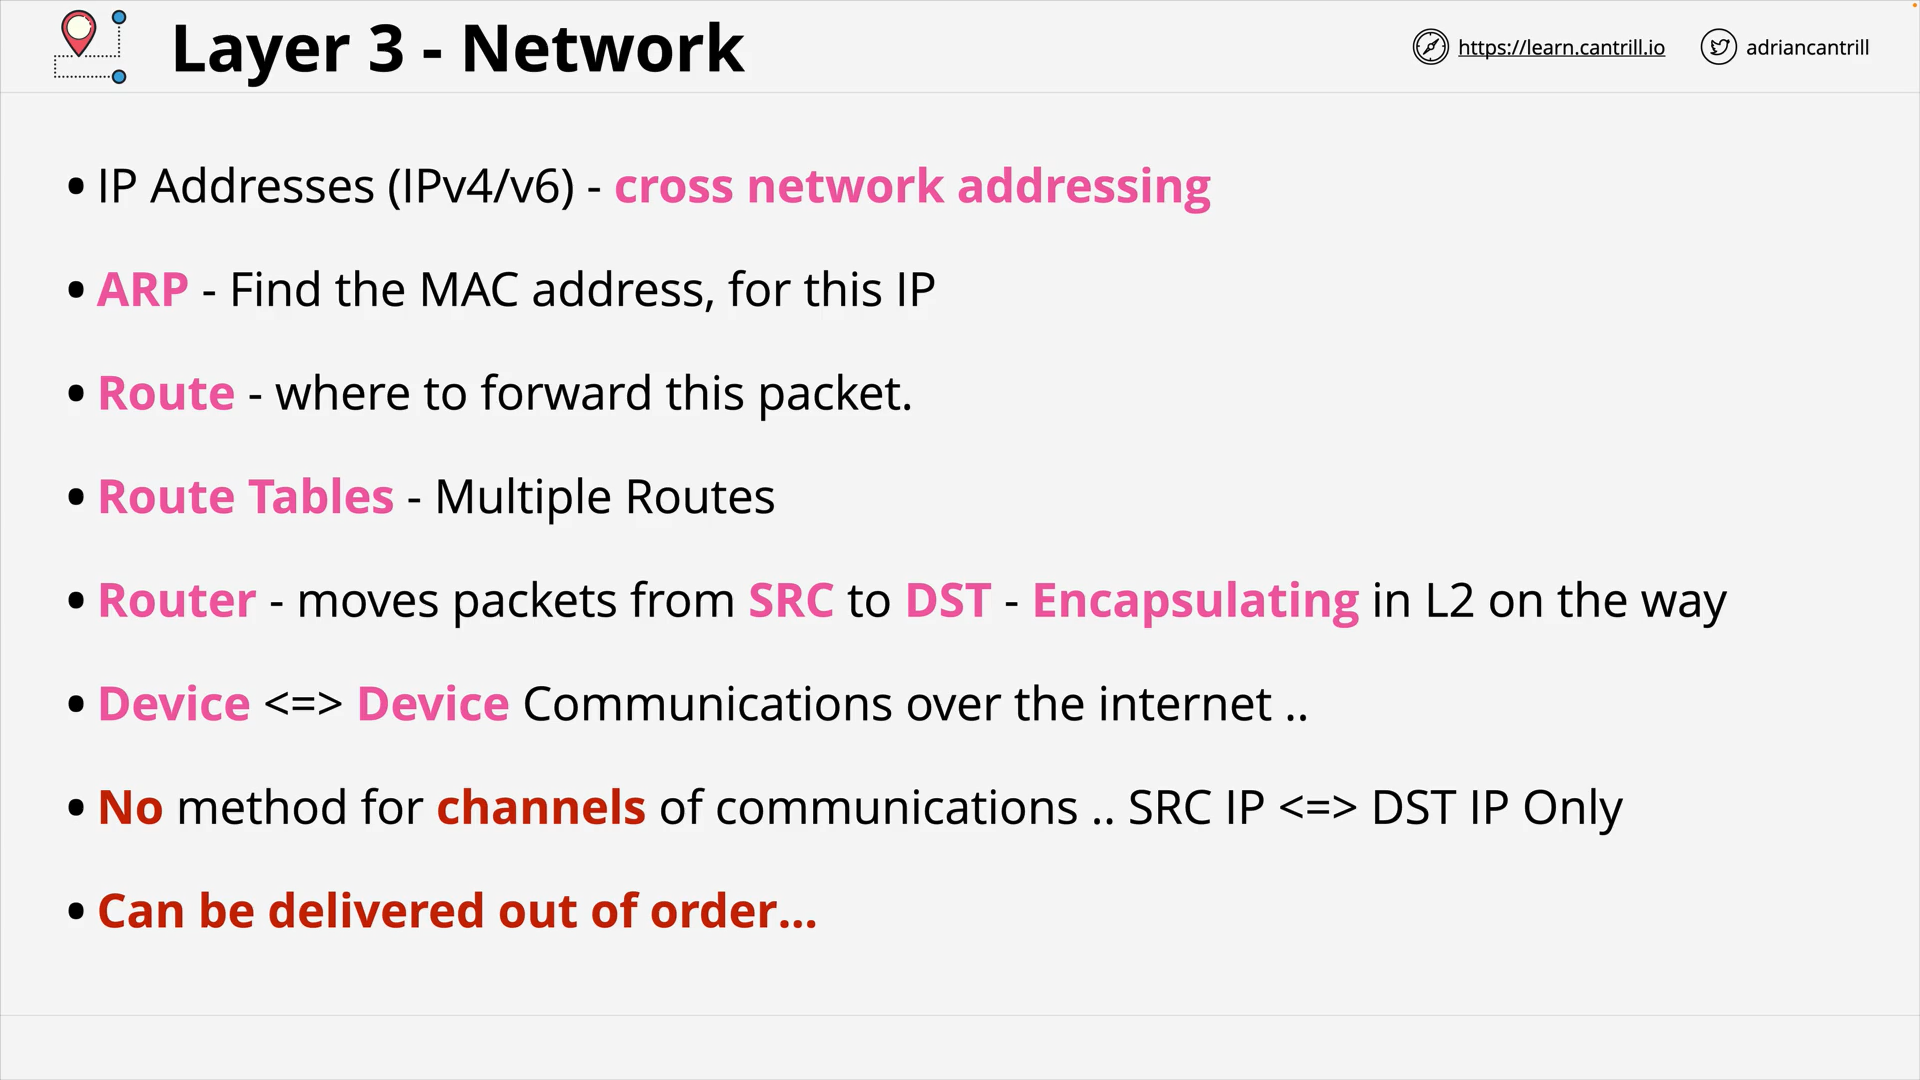 Layer 3 - Network
https://learn.cantrill.io
adriancantrill
• IP Addresses (IPv4/v6) - cross network addressing
• ARP - Find the MAC address, for this IP
• Route - where to forward this packet.
• Route Tables - Multiple Routes
• Router - moves packets from SRC to DST - Encapsulating in L2 on the way
• Device <=> Device Communications over the internet ..
• No method for channels of communications .. SRC IP <=> DST IP Only
• Can be delivered out of order...